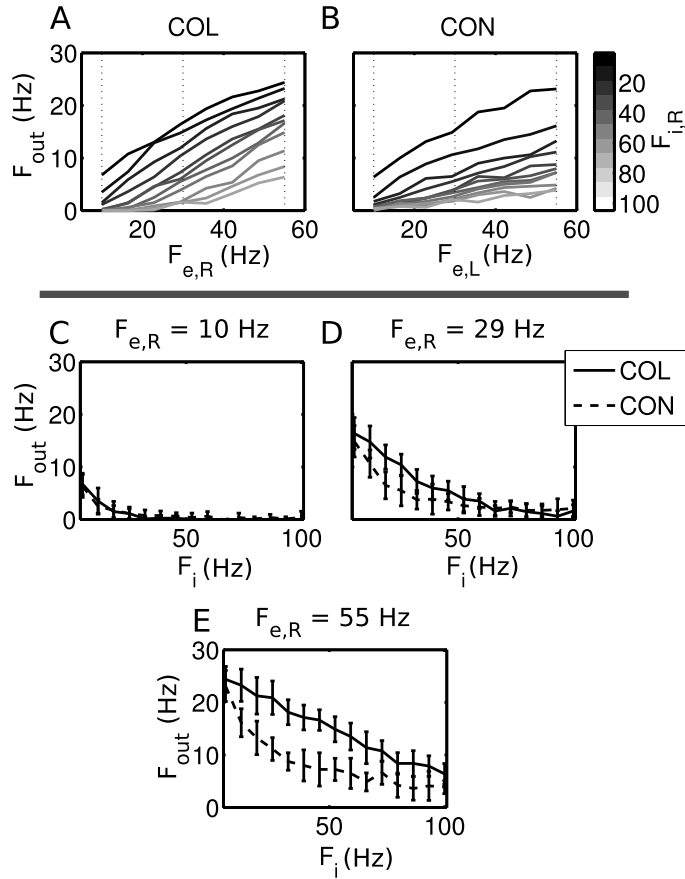 A
COL
B
CON
30
20
10
0
F_out (Hz)
20
40
60
F_e,R (Hz)
20
40
60
F_e,L (Hz)
20
40
60
80
100
F_i,R
C
F_e,R = 10 Hz
30
20
10
0
F_out (Hz)
50
100
F_i (Hz)
D
F_e,R = 29 Hz
COL
CON
50
100
F_i (Hz)
E
F_e,R = 55 Hz
30
20
10
0
F_out (Hz)
50
100
F_i (Hz)